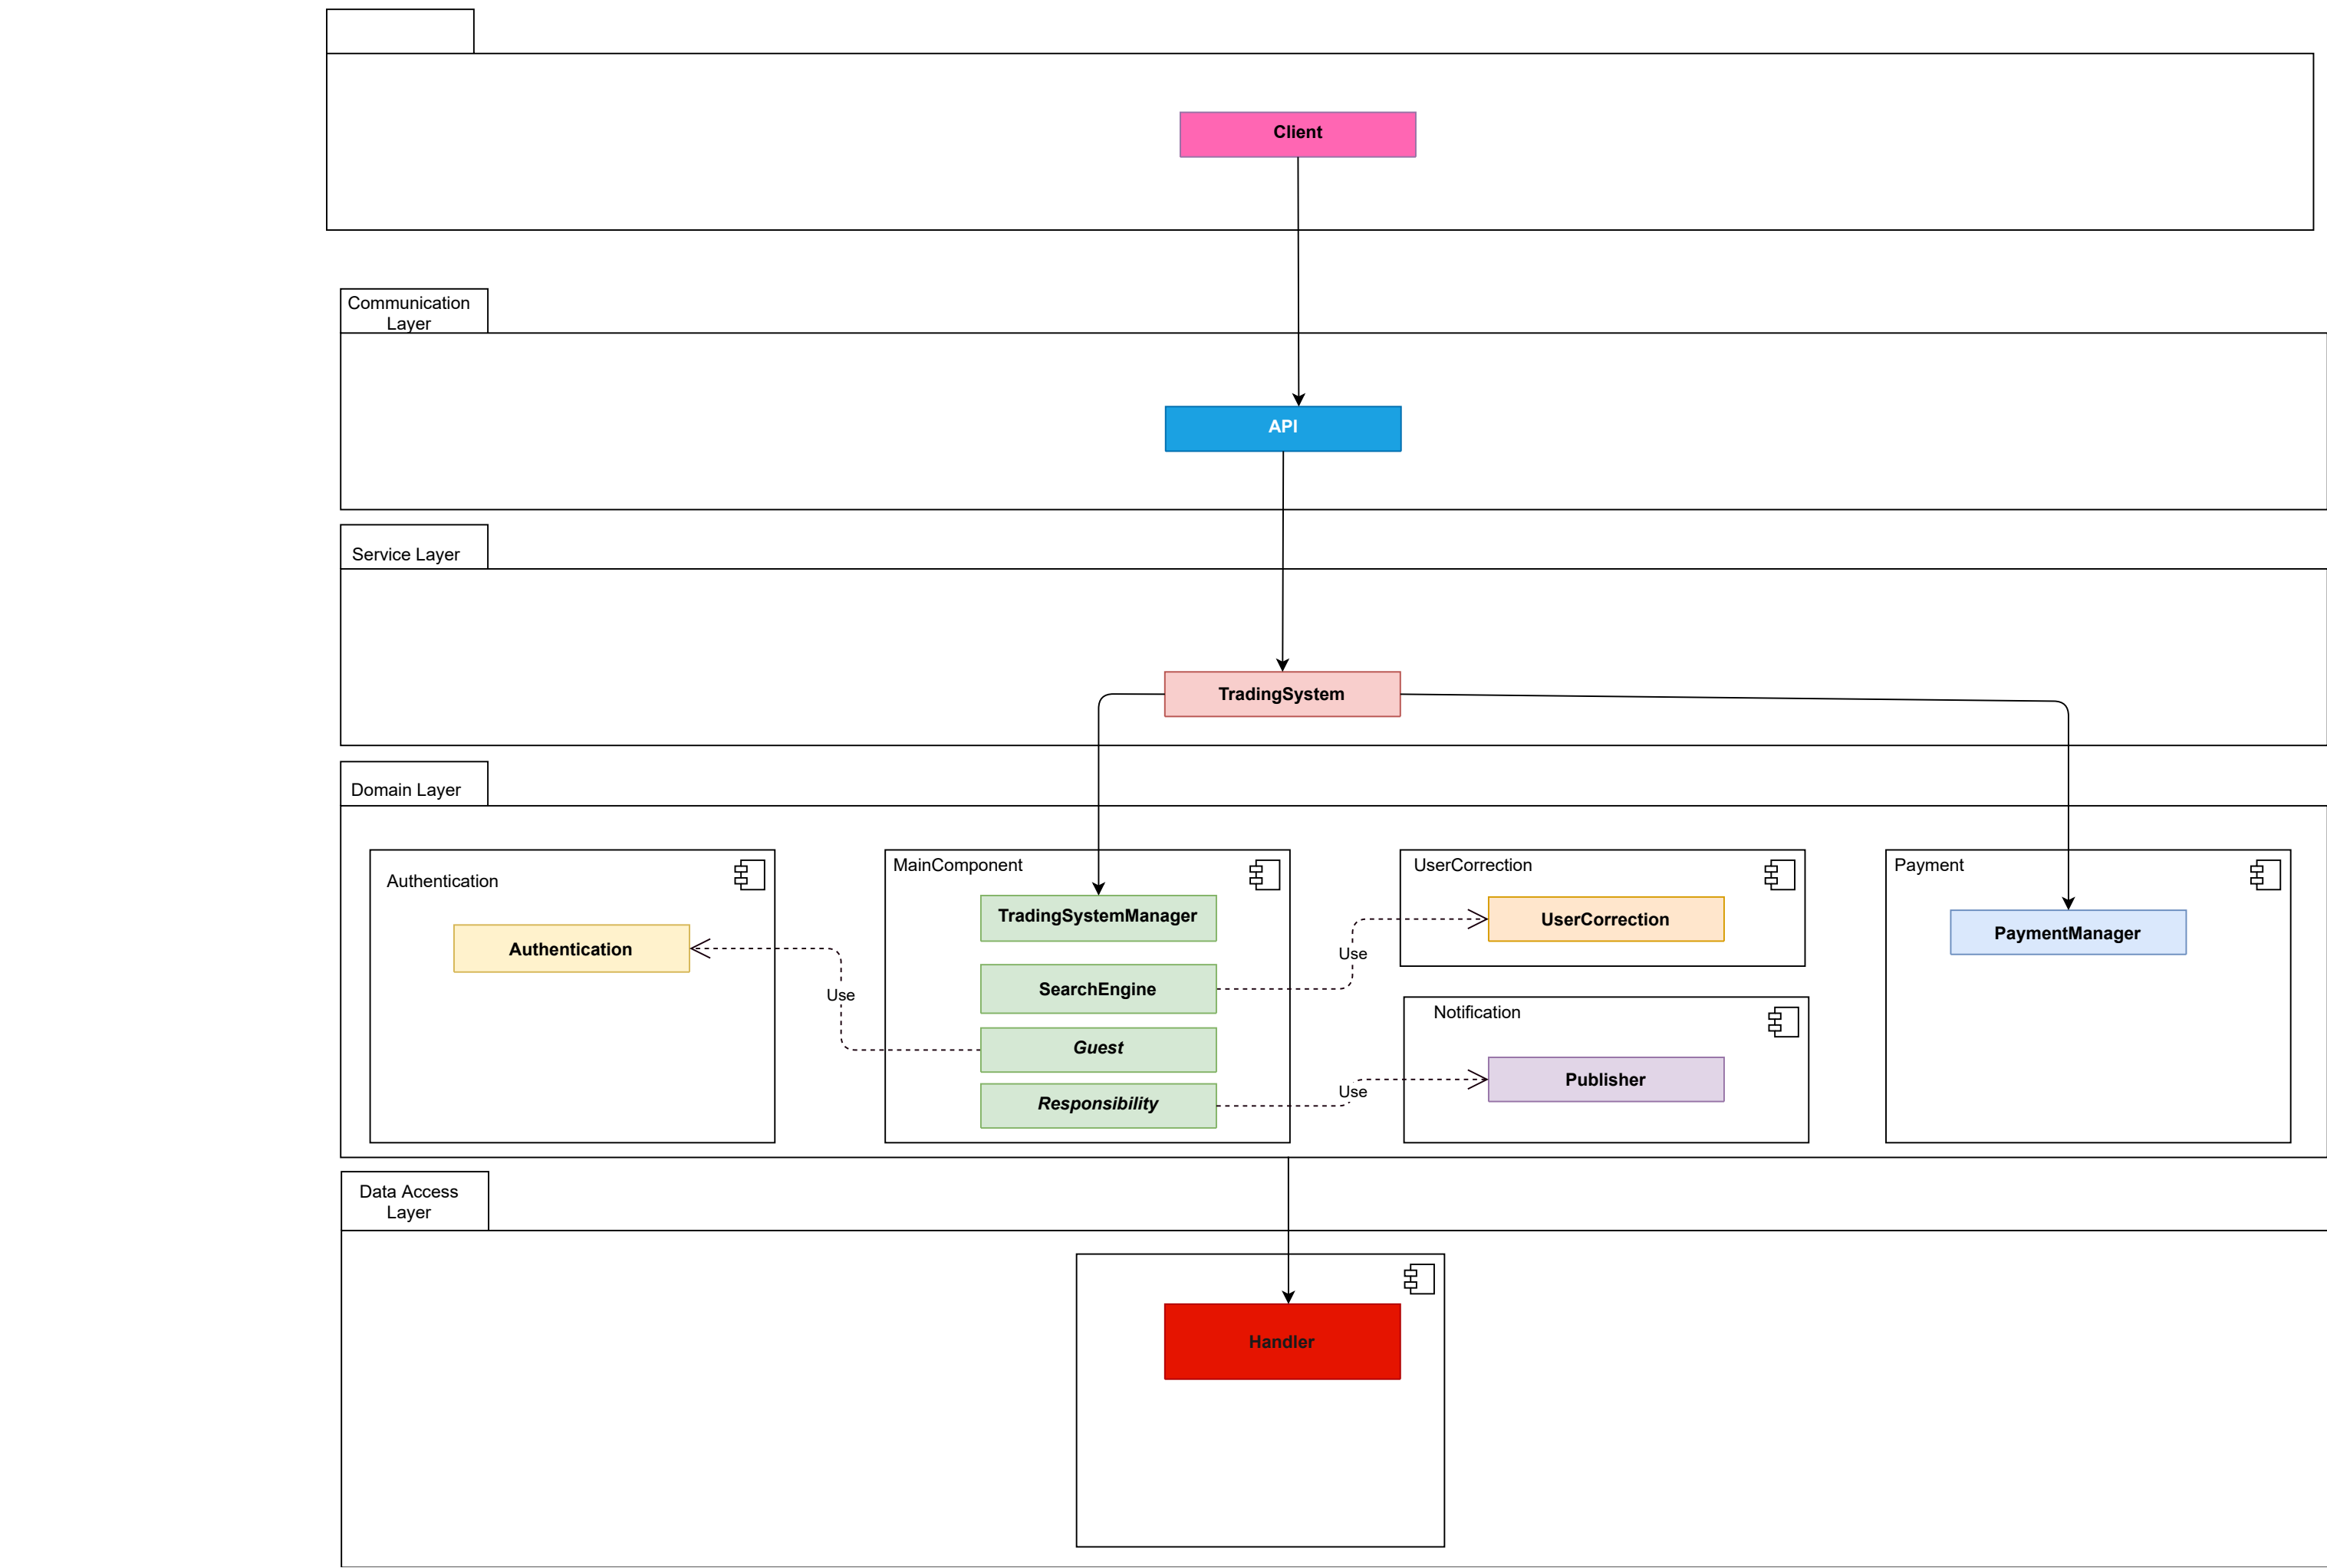 Client
Communication
Layer
API
Service Layer
TradingSystem
Domain Layer
Authentication
Authentication
MainComponent
TradingSystemManager
SearchEngine
Guest
Responsibility
Use
Use
Use
UserCorrection
UserCorrection
Notification
Publisher
Payment
PaymentManager
Data Access
Layer
Handler